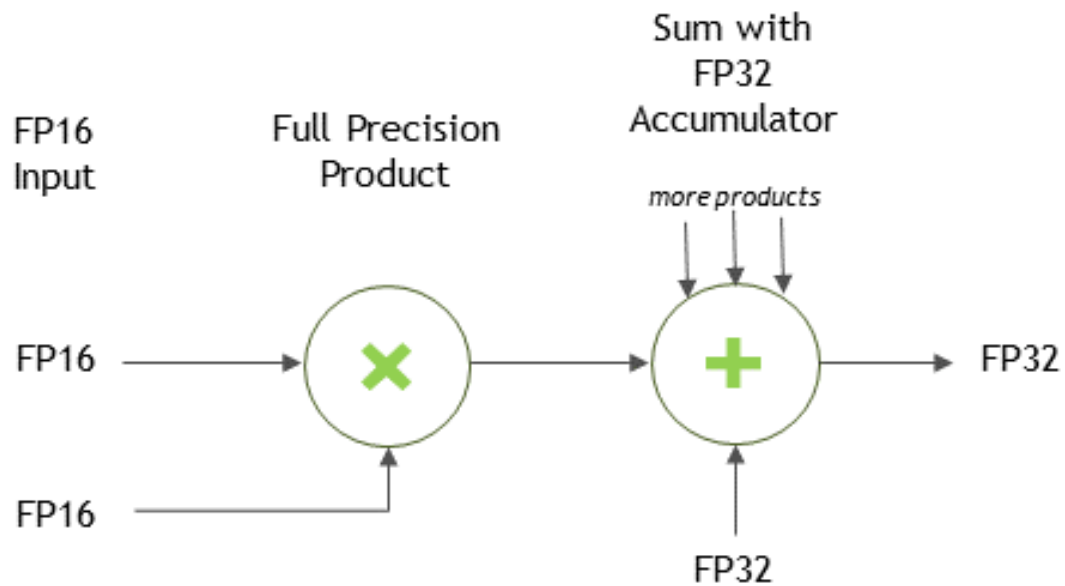 FP16
Input
Full Precision
Product
Sum with
FP32
Accumulator
more products
FP16
FP32
FP16
FP32